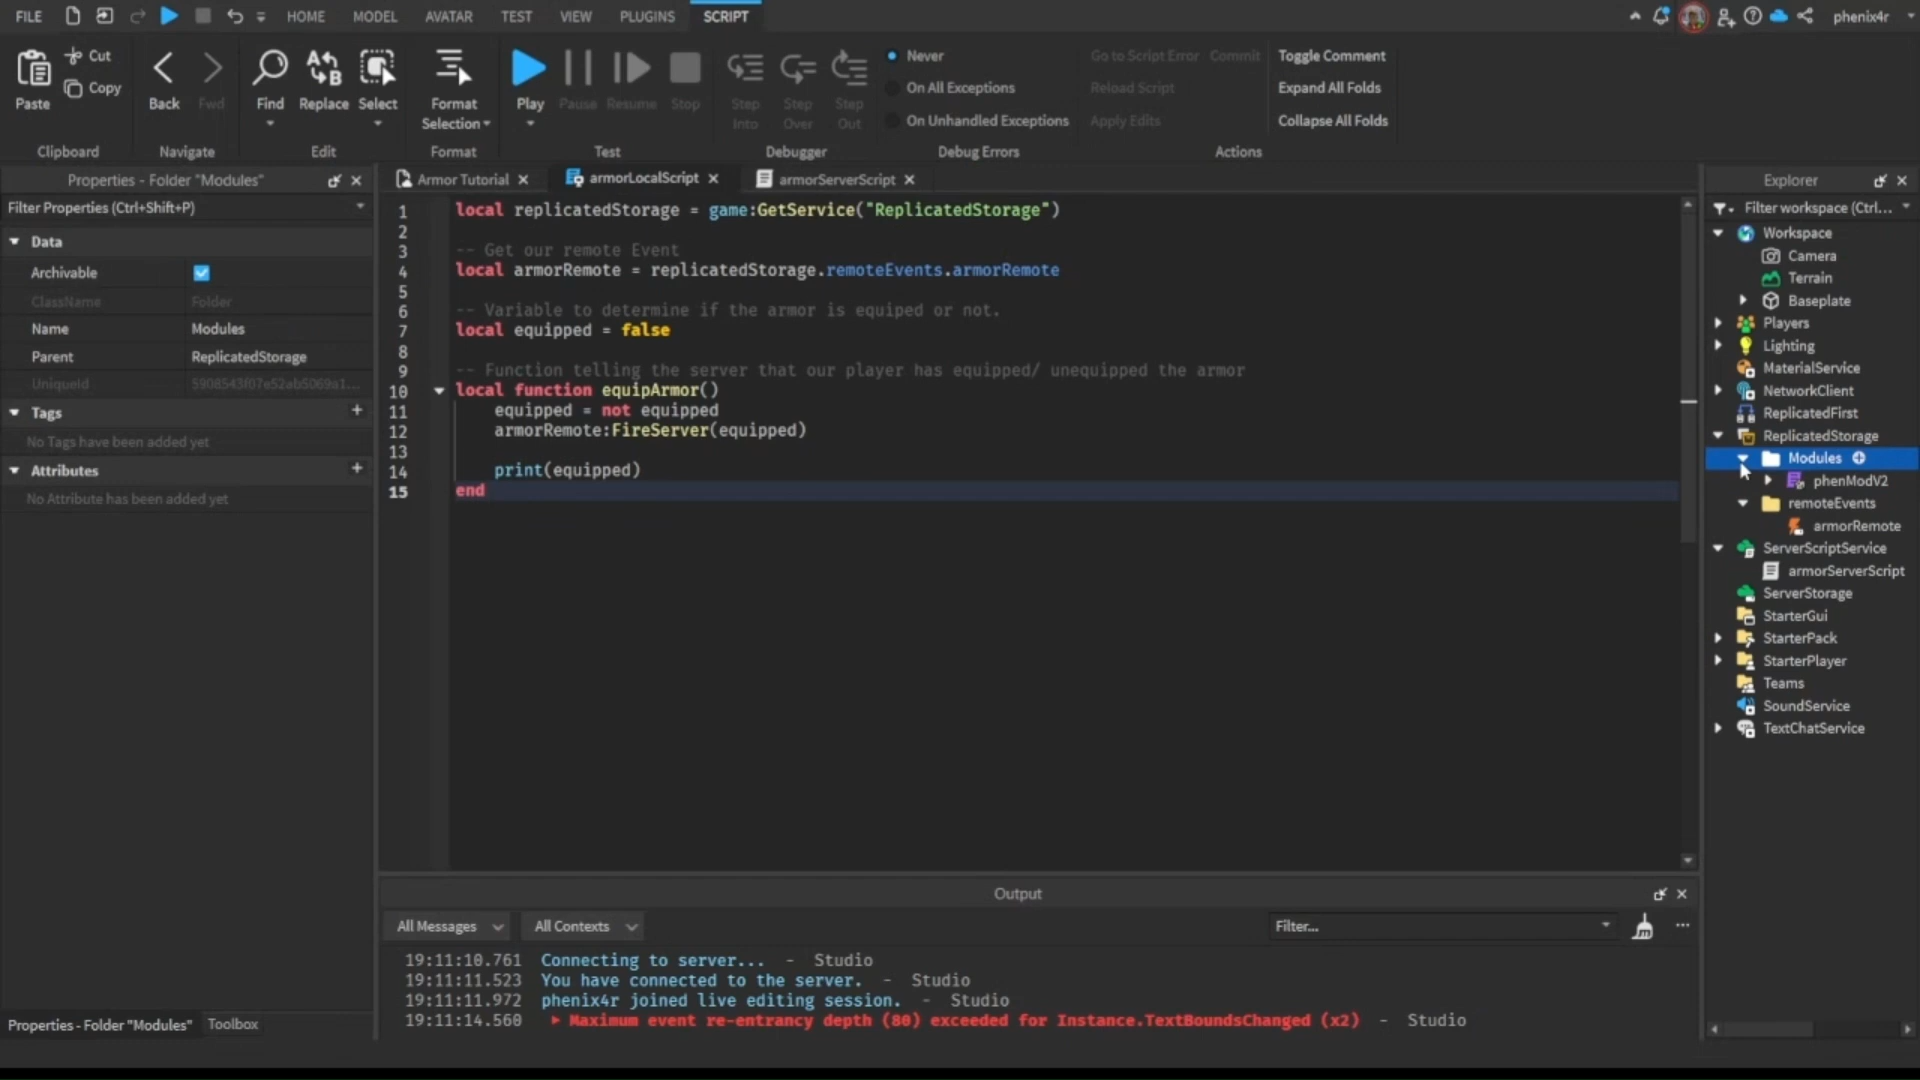 FILE HOME MODEL AVATAR TEST VIEW PLUGINS SCRIPT phenix4r
Paste Cut Copy
Back Fwd
Find Replace Select
Format Selection
Play Pause Resume Stop
Step Into Step Over Step Out
Never
On All Exceptions
On Unhandled Exceptions
Go to Script Error Commit
Reload Script
Apply Edits
Toggle Comment
Expand All Folds
Collapse All Folds
Clipboard Navigate Edit Format Test Debugger Debug Errors Actions
Properties - Folder "Modules"
Filter Properties (Ctrl+Shift+P)
Data
Archivable
ClassName Folder
Name Modules
Parent ReplicatedStorage
UniqueId 5908543f07e52ab5069a1...
Tags +
No Tags have been added yet
Attributes +
No Attribute has been added yet
Properties - Folder "Modules" Toolbox
Armor Tutorial armorLocalScript armorServerScript
1 local replicatedStorage = game:GetService("ReplicatedStorage")
2
3 -- Get our remote Event
4 local armorRemote = replicatedStorage.remoteEvents.armorRemote
5
6 -- Variable to determine if the armor is equiped or not.
7 local equipped = false
8
9 -- Function telling the server that our player has equipped/ unequipped the armor
10 local function equipArmor()
11 equipped = not equipped
12 armorRemote:FireServer(equipped)
13
14 print(equipped)
15 end
Output
All Messages All Contexts Filter... ...
19:11:10.761 Connecting to server... - Studio
19:11:11.523 You have connected to the server. - Studio
19:11:11.972 phenix4r joined live editing session. - Studio
19:11:14.560 Maximum event re-entrancy depth (80) exceeded for Instance.TextBoundsChanged (x2) - Studio
Explorer
Filter workspace (Ctrl...
Workspace
Camera
Terrain
Baseplate
Players
Lighting
MaterialService
NetworkClient
ReplicatedFirst
ReplicatedStorage
Modules
phenModV2
remoteEvents
armorRemote
ServerScriptService
armorServerScript
ServerStorage
StarterGui
StarterPack
StarterPlayer
Teams
SoundService
TextChatService